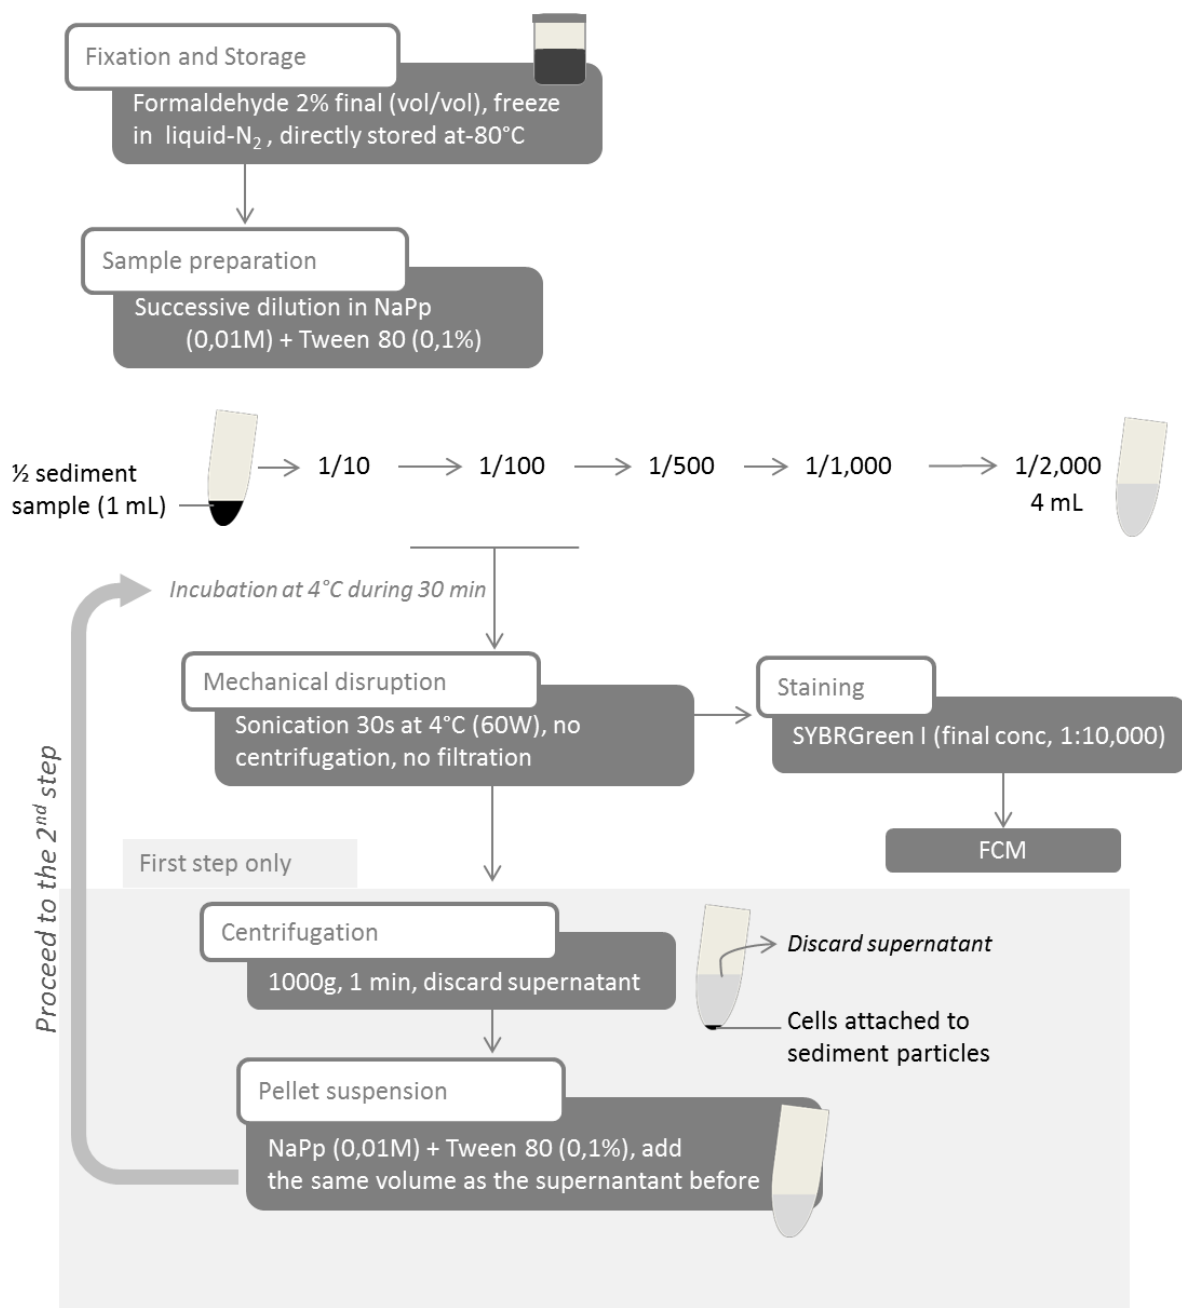 Fixation and Storage
Formaldehyde 2% final (vol/vol), freeze
in liquid-N2 , directly stored at-80°C
Sample preparation
Successive dilution in NaPp
(0,01M) + Tween 80 (0,1%)
½ sediment
sample (1 mL)
1/10
1/100
1/500
1/1,000
1/2,000
4 mL
Incubation at 4°C during 30 min
Mechanical disruption
Sonication 30s at 4°C (60W), no
centrifugation, no filtration
Staining
SYBRGreen I (final conc, 1:10,000)
FCM
Proceed to the 2nd step
First step only
Centrifugation
1000g, 1 min, discard supernatant
Discard supernatant
Cells attached to
sediment particles
Pellet suspension
NaPp (0,01M) + Tween 80 (0,1%), add
the same volume as the supernantant before